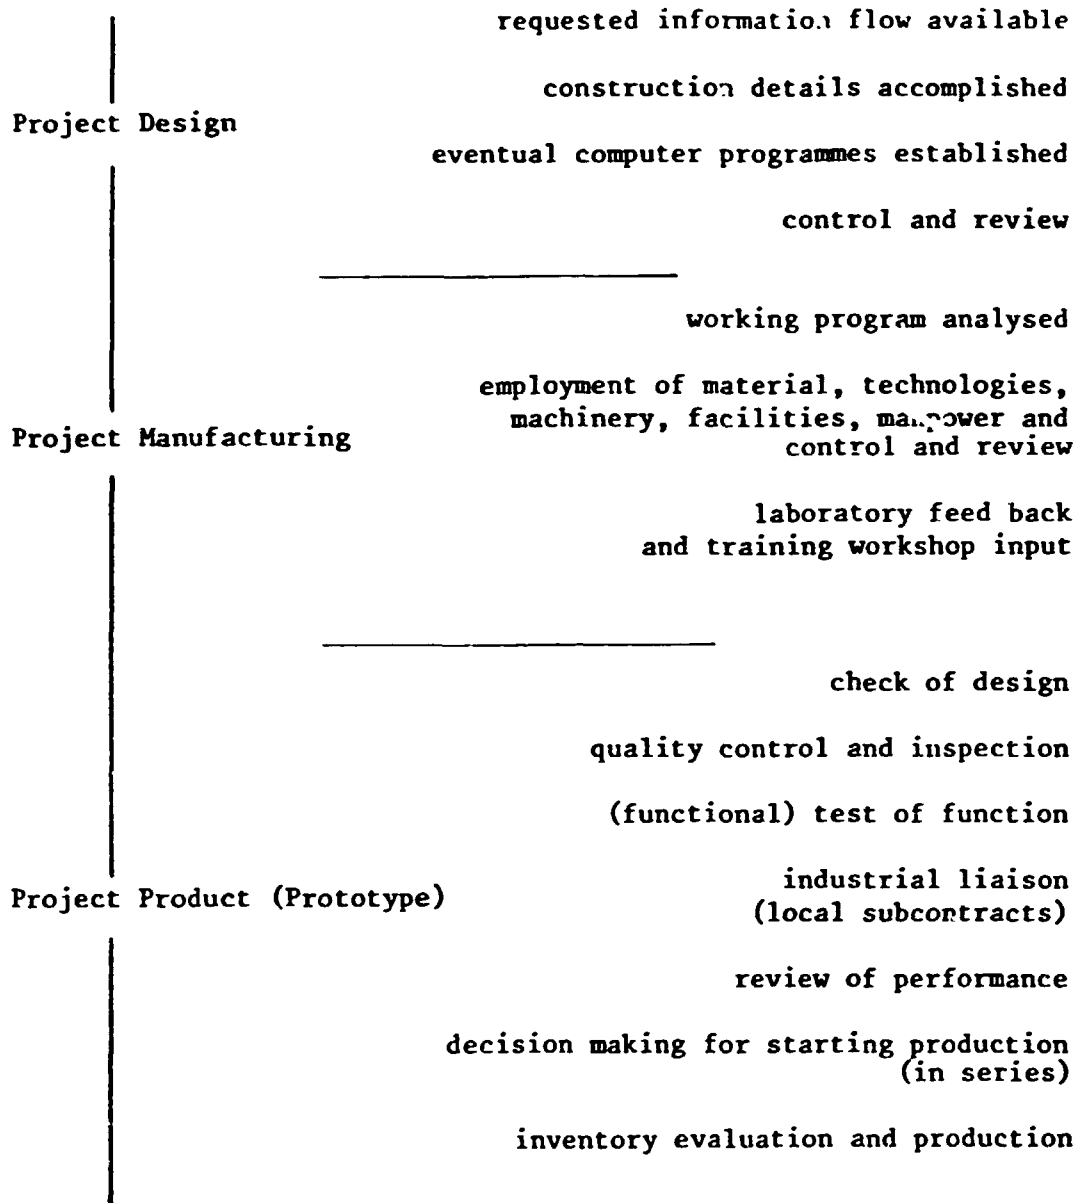 requested information flow available
construction details accomplished
Project Design
eventual computer programmes established
control and review
working program analysed
employment of material, technologies,
machinery, facilities, manpower and
Project Manufacturing
control and review
laboratory feed back
and training workshop input
check of design
quality control and inspection
(functional) test of function
industrial liaison
Project Product (Prototype)
(local subcontracts)
review of performance
decision making for starting production
(in series)
inventory evaluation and production